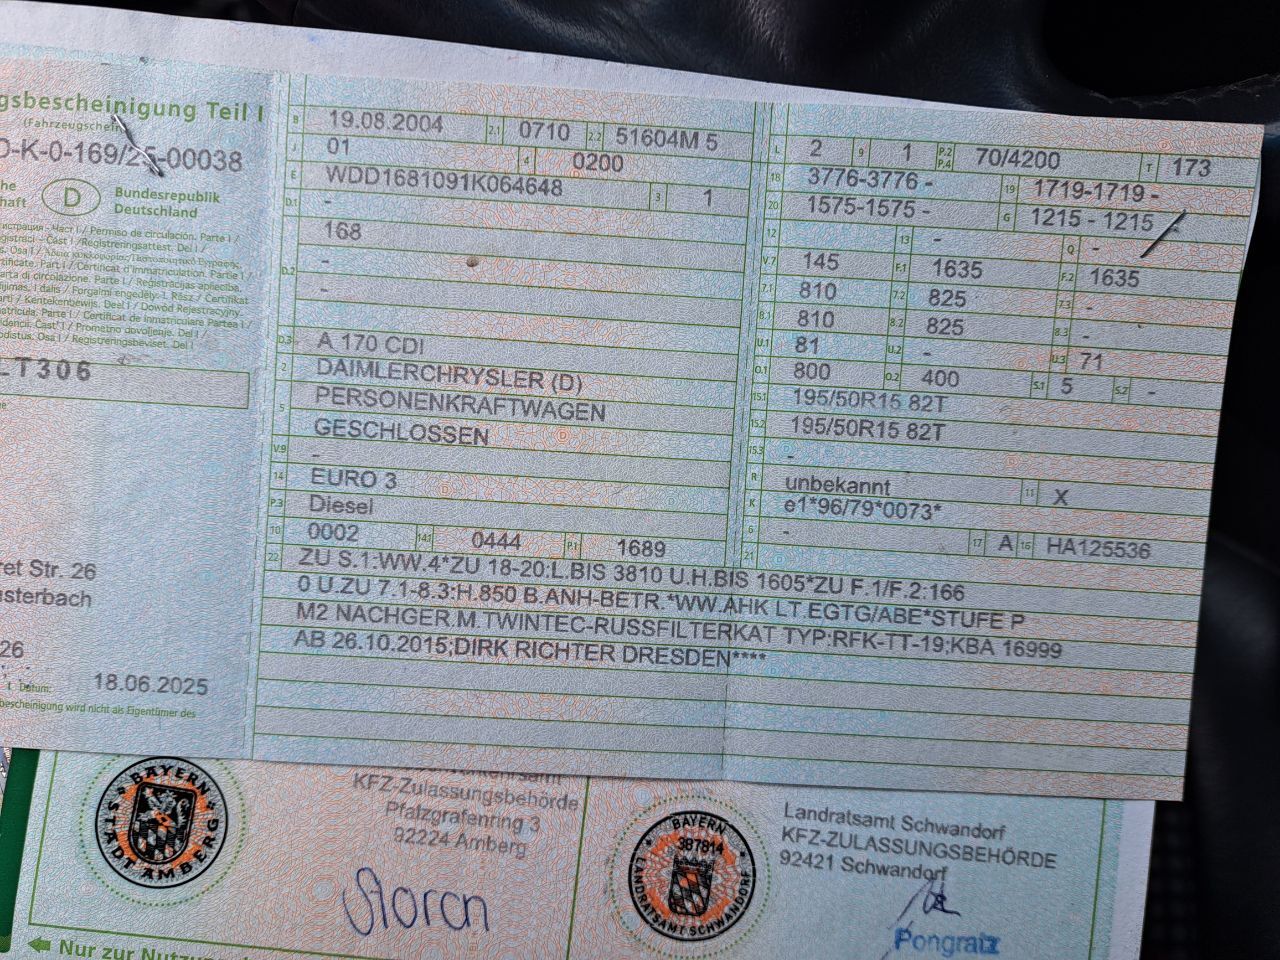 gsbescheinigung Teil I
(Fahrzeugschein)
D-K-0-169/25-00038
D
Bundesrepublik
Deutschland
LT306
ret Str. 26
sterbach
26
Datum:
18.06.2025
bescheinigung wird nicht als Eigentümer des
B 19.08.2004 2.1 0710 2.2 51604M 5
J 01 4 0200
E WDD1681091K064648 3 1
D.1 -
168
D.2 -
-
D.3 A 170 CDI
2 DAIMLERCHRYSLER (D)
5 PERSONENKRAFTWAGEN
GESCHLOSSEN
V.9 -
14 EURO 3
P.3 Diesel
10 0002 14.1 0444 P.1 1689
L 2 9 1 P.2 P.4 70/4200 T 173
18 3776-3776 - 19 1719-1719 -
20 1575-1575 - G 1215 - 1215
12 13 - Q -
V.7 145 F.1 1635 F.2 1635
7.1 810 7.2 825 7.3 -
8.1 810 8.2 825 8.3 -
U.1 81 U.2 - U.3 71
O.1 800 O.2 400 S.1 5 S.2 -
15.1 195/50R15 82T
15.2 195/50R15 82T
15.3 -
R unbekannt 11 X
K e1*96/79*0073*
6 - 17 A 16 HA125536
21
22 ZU S.1:WW.4*ZU 18-20:L.BIS 3810 U.H.BIS 1605*ZU F.1/F.2:166
0 U.ZU 7.1-8.3:H.850 B.ANH-BETR.*WW.AHK LT.EGTG/ABE*STUFE P
M2 NACHGER.M.TWINTEC-RUSSFILTERKAT TYP:RFK-TT-19;KBA 16999
AB 26.10.2015;DIRK RICHTER DRESDEN****
BAYERN
STADT AMBERG
KFZ-Zulassungsbehörde
Pfalzgrafenring 3
92224 Amberg
BAYERN
387814
LANDRATSAMT SCHWANDORF
Landratsamt Schwandorf
KFZ-ZULASSUNGSBEHÖRDE
92421 Schwandorf
Pongratz
Nur zur Nutzu